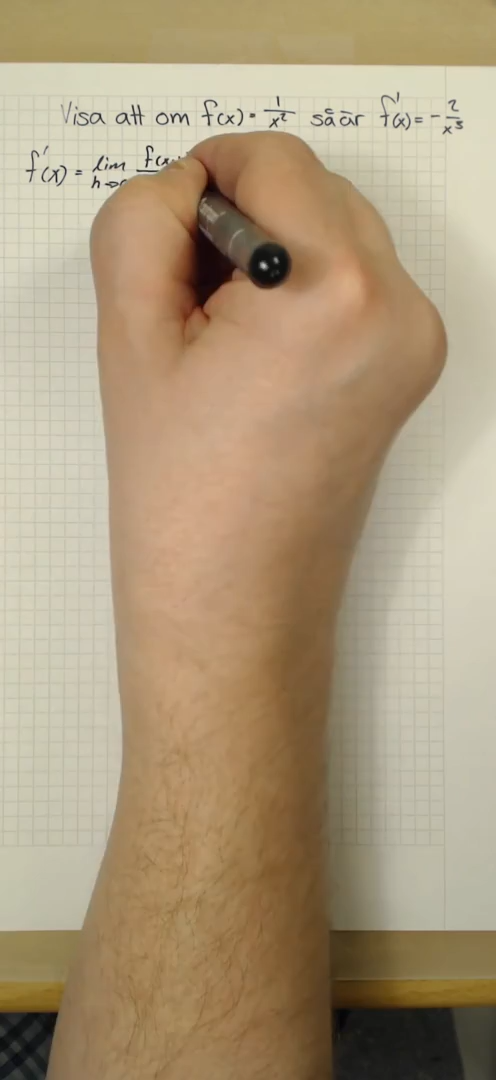 Visa att om f(x) = 1/x² så är f'(x) = -2/x³
f'(x) = lim h→0 f(x